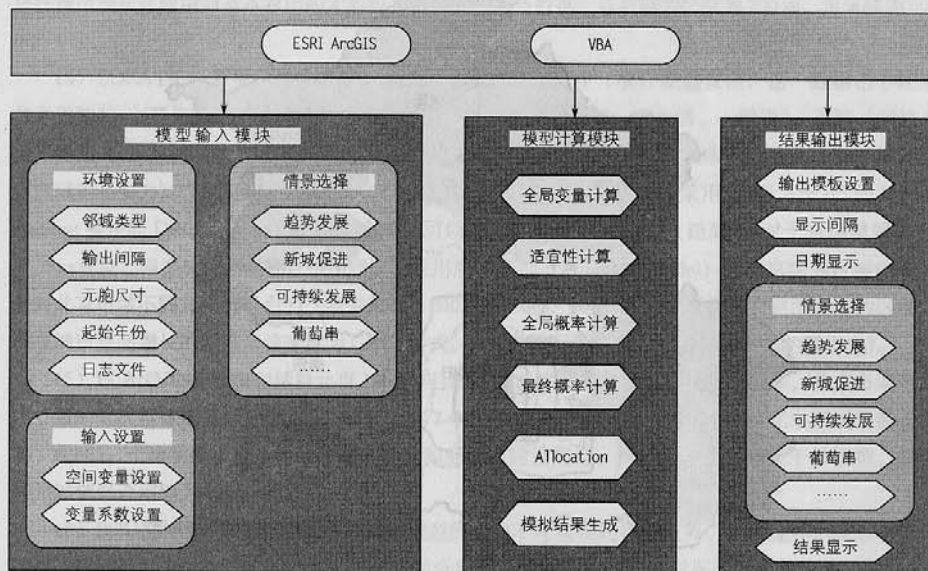 ESRI ArcGIS
VBA
模型输入模块
环境设置
邻域类型
输出间隔
元胞尺寸
起始年份
日志文件
情景选择
趋势发展
新城促进
可持续发展
葡萄串
……
输入设置
空间变量设置
变量系数设置
模型计算模块
全局变量计算
适宜性计算
全局概率计算
最终概率计算
Allocation
模拟结果生成
结果输出模块
输出模板设置
显示间隔
日期显示
情景选择
趋势发展
新城促进
可持续发展
葡萄串
……
结果显示